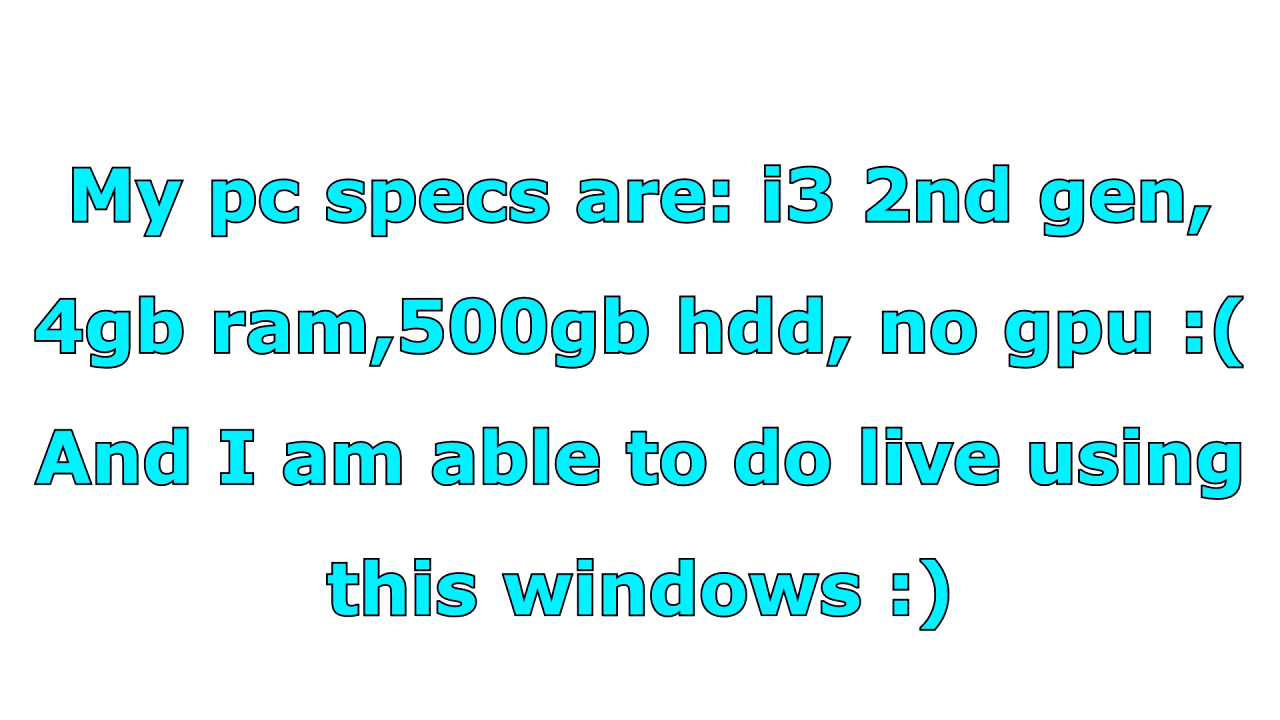 My pc specs are: i3 2nd gen,
4gb ram,500gb hdd, no gpu :(
And I am able to do live using
this windows :)